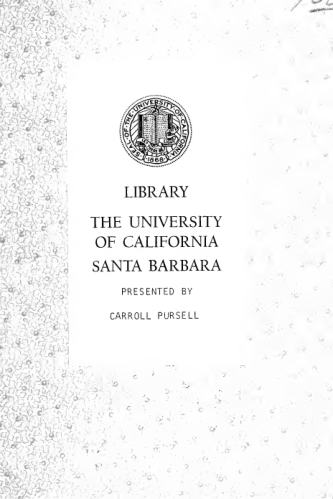 SEAL OF THE UNIVERSITY OF CALIFORNIA
1868
LIBRARY
THE UNIVERSITY
OF CALIFORNIA
SANTA BARBARA
PRESENTED BY
CARROLL PURSELL